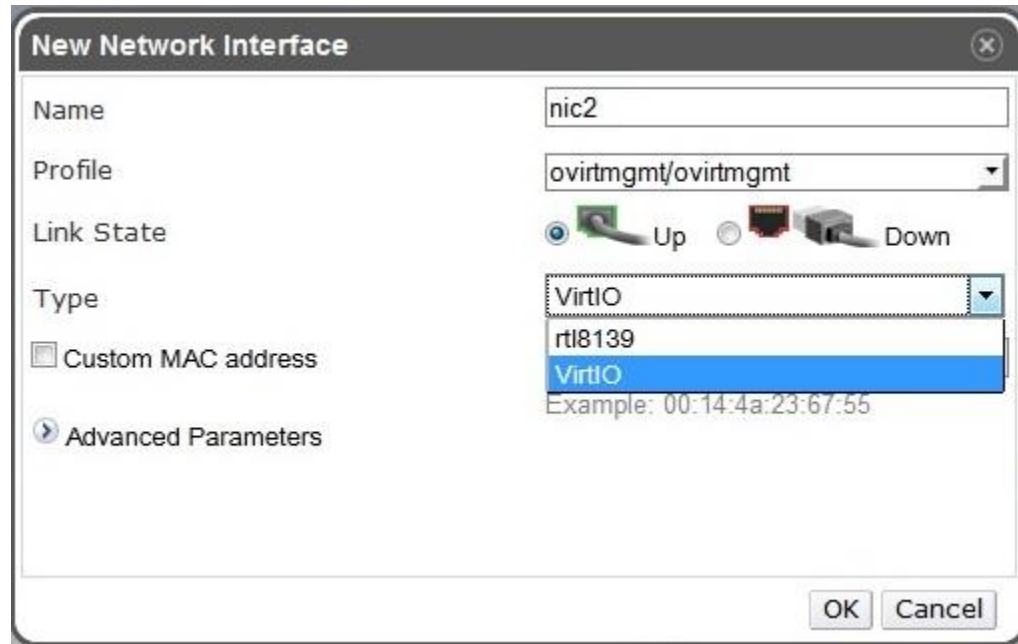 New Network Interface
Name
nic2
Profile
ovirtmgmt/ovirtmgmt
Link State
Up
Down
Type
VirtIO
rtl8139
VirtIO
Custom MAC address
Example: 00:14:4a:23:67:55
Advanced Parameters
OK
Cancel